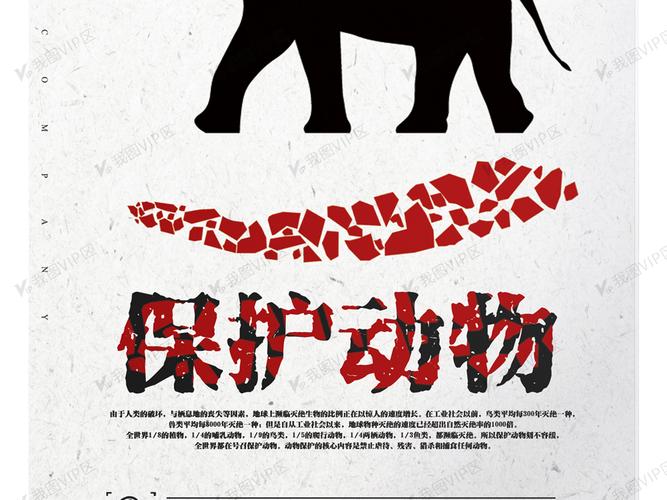 COMPANY
保护动物
由于人类的破坏，与栖息地的丧失等因素，地球上濒临灭绝生物的比例正在以惊人的速度增长。在工业社会以前，鸟类平均每300年灭绝一种，
兽类平均每8000年灭绝一种；但是自从工业社会以来，地球物种灭绝的速度已经超出自然灭绝率的1000倍。
全世界1/8的植物，1/4的哺乳动物，1/9的鸟类，1/5的爬行动物，1/4两栖动物，1/3鱼类，都濒临灭绝。所以保护动物刻不容缓，
全世界都在号召保护动物。动物保护的核心内容是禁止虐待、残害、猎杀和捕食任何动物。
我图VIP区